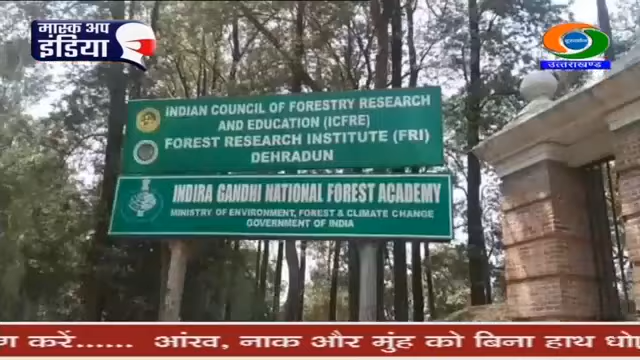 मास्क अप
इंडिया
उत्तराखण्ड
INDIAN COUNCIL OF FORESTRY RESEARCH
AND EDUCATION (ICFRE)
FOREST RESEARCH INSTITUTE (FRI)
DEHRADUN
INDIRA GANDHI NATIONAL FOREST ACADEMY
MINISTRY OF ENVIRONMENT, FOREST & CLIMATE CHANGE
GOVERNMENT OF INDIA
करें...... आंख, नाक और मुंह को बिना हाथ